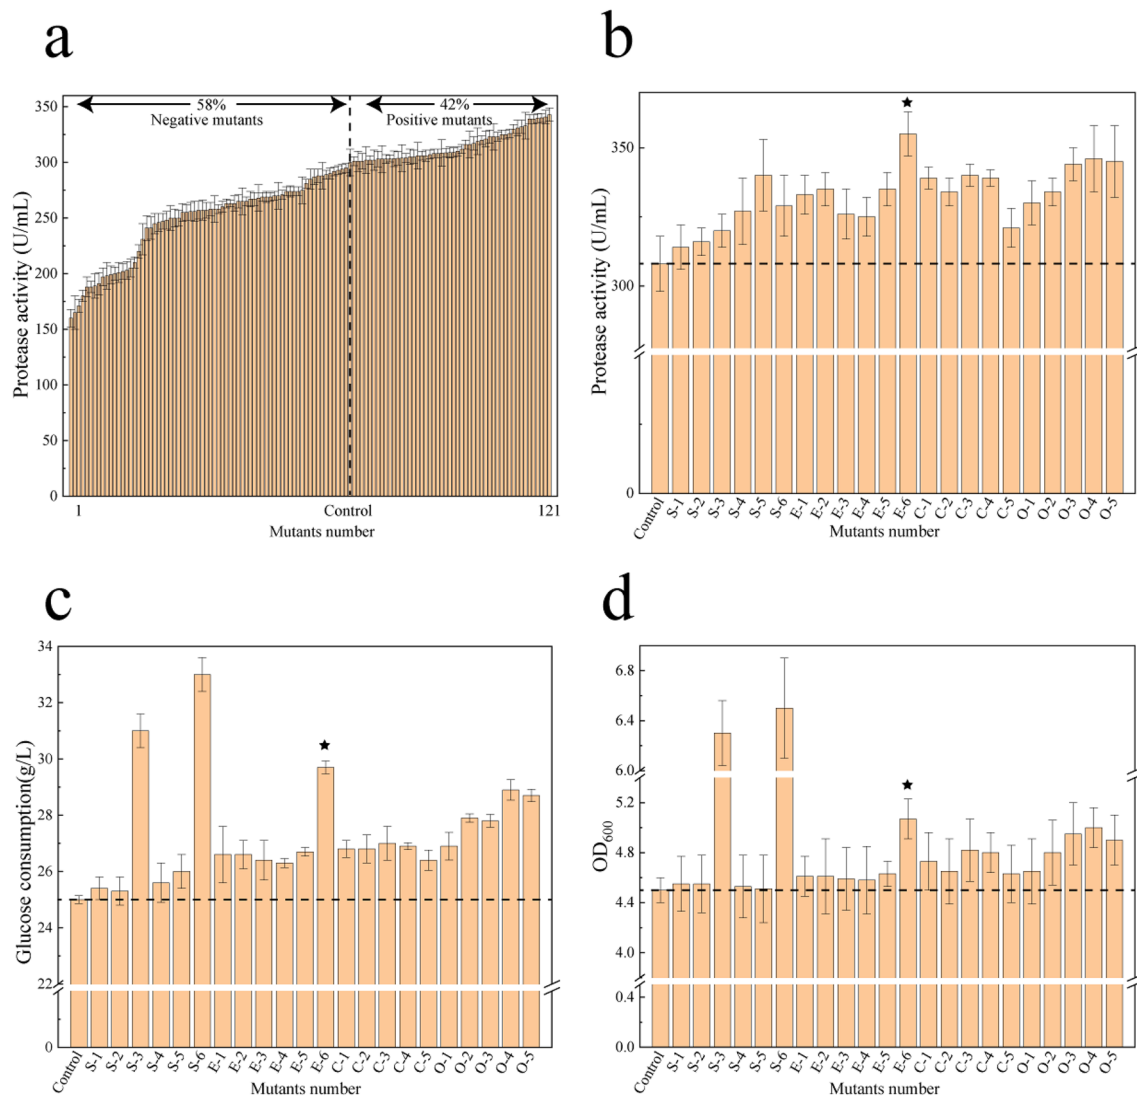 a
350
300
250
200
150
100
50
0
58%
Negative mutants
42%
Positive mutants
1
Control
121
Mutants number
Protease activity (U/mL)
b
350
300
0
Control
S-1
S-2
S-3
S-4
S-5
S-6
E-1
E-2
E-3
E-4
E-5
E-6
C-1
C-2
C-3
C-4
C-5
O-1
O-2
O-3
O-4
O-5
Mutants number
Protease activity (U/mL)
c
34
32
30
28
26
24
22
0
Control
S-1
S-2
S-3
S-4
S-5
S-6
E-1
E-2
E-3
E-4
E-5
E-6
C-1
C-2
C-3
C-4
C-5
O-1
O-2
O-3
O-4
O-5
Mutants number
Glucose consumption(g/L)
d
6.8
6.4
6.0
5.2
4.8
4.4
4.0
0.4
0.0
Control
S-1
S-2
S-3
S-4
S-5
S-6
E-1
E-2
E-3
E-4
E-5
E-6
C-1
C-2
C-3
C-4
C-5
O-1
O-2
O-3
O-4
O-5
Mutants number
OD600